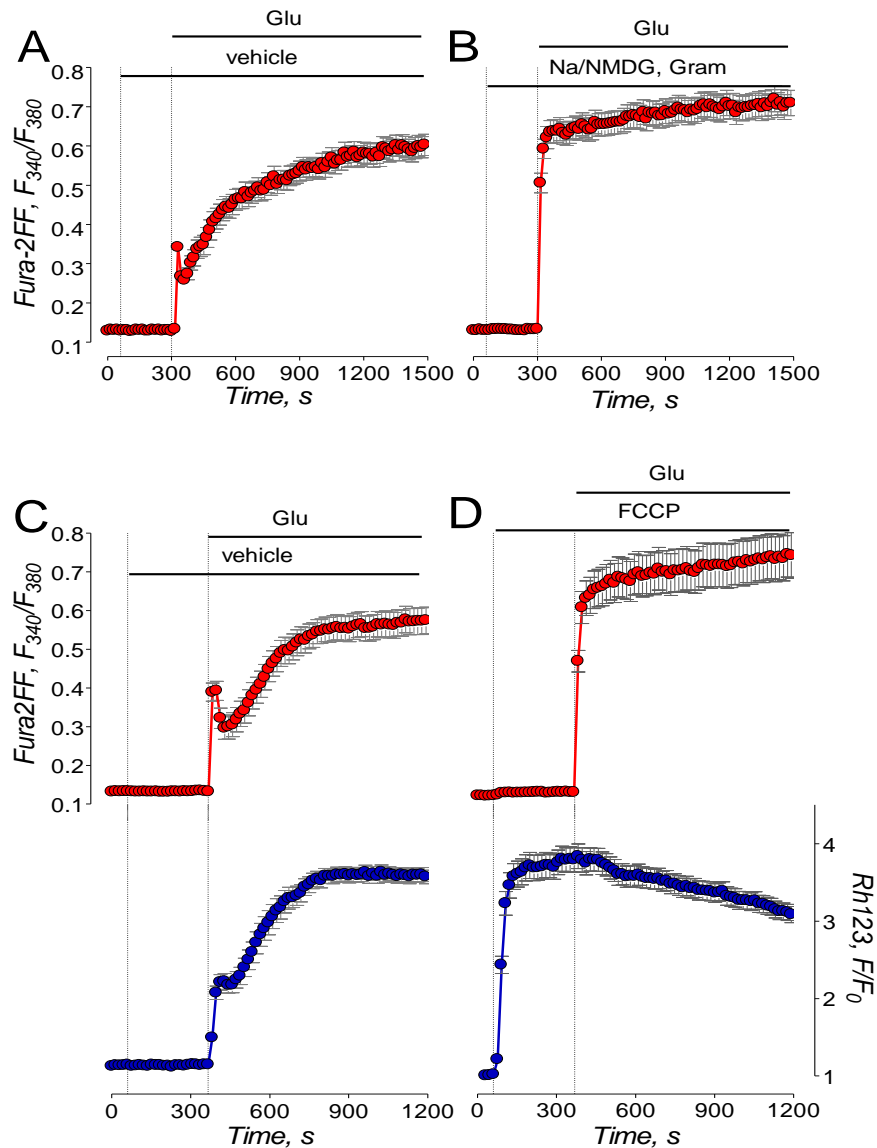 A
Glu
vehicle
Fura-2FF, F340/F380
0.8
0.7
0.6
0.5
0.4
0.3
0.2
0.1
0 300 600 900 1200 1500
Time, s
B
Glu
Na/NMDG, Gram
0 300 600 900 1200 1500
Time, s
C
Glu
vehicle
Fura2FF, F340/F380
0.8
0.7
0.6
0.5
0.4
0.3
0.2
0.1
0 300 600 900 1200
Time, s
D
Glu
FCCP
4
3
2
1
Rh123, F/F0
0 300 600 900 1200
Time, s